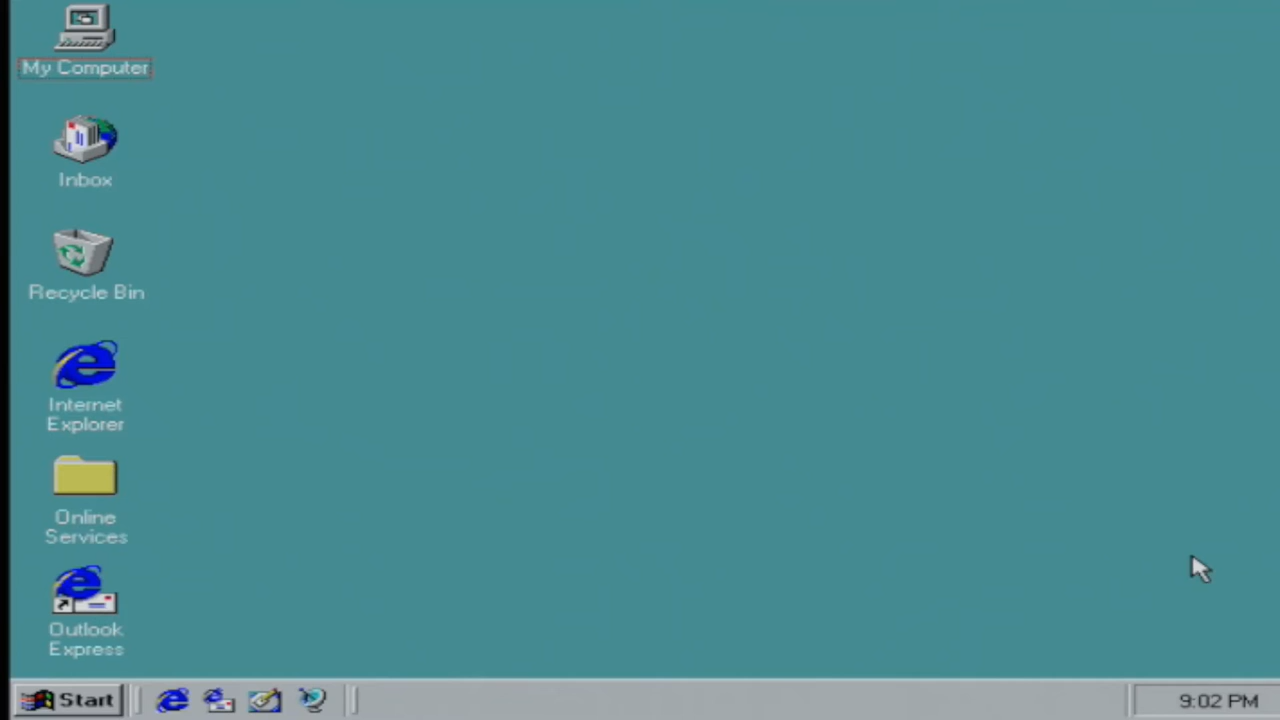 My Computer
Inbox
Recycle Bin
Internet
Explorer
Online
Services
Outlook
Express
Start
9:02 PM